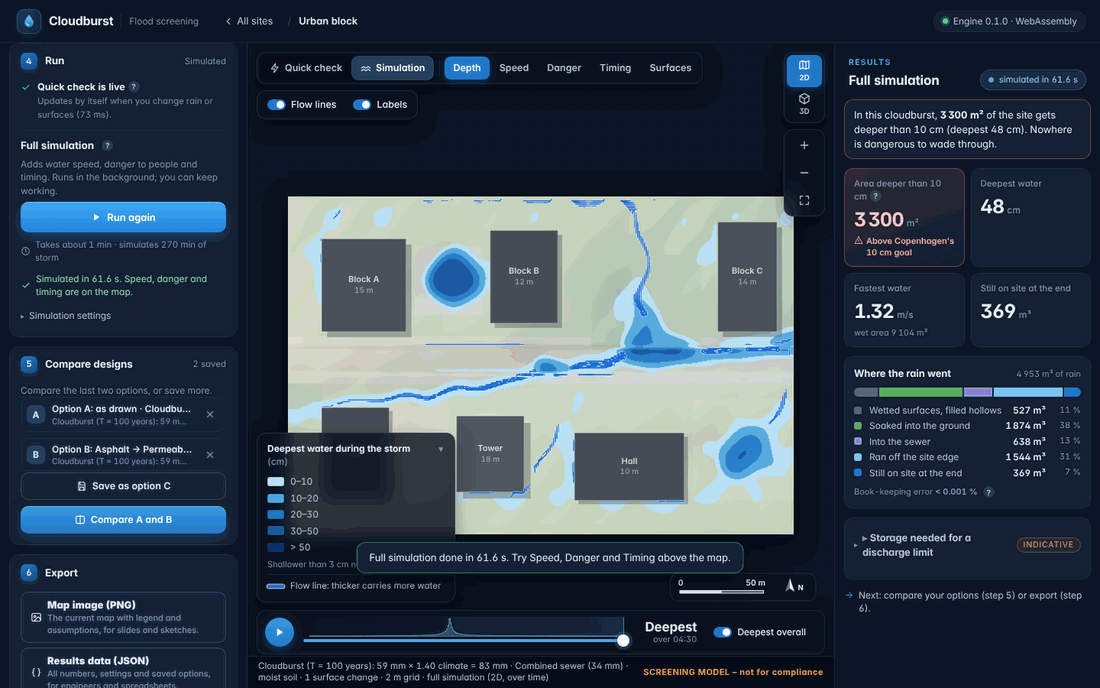 Cloudburst
Flood screening
All sites
/
Urban block
Engine 0.1.0 · WebAssembly
4
Run
Simulated
Quick check is live ?
Updates by itself when you change rain or
surfaces (73 ms).
Full simulation ?
Adds water speed, danger to people and
timing. Runs in the background; you can keep
working.
Run again
Takes about 1 min · simulates 270 min of
storm
Simulated in 61.6 s. Speed, danger and
timing are on the map.
Simulation settings
5
Compare designs
2 saved
Compare the last two options, or save more.
A
Option A: as drawn · Cloudbu...
Cloudburst (T = 100 years): 59 m...
B
Option B: Asphalt → Permeab...
Cloudburst (T = 100 years): 59 m...
Save as option C
Compare A and B
6
Export
Map image (PNG)
The current map with legend and
assumptions, for slides and sketches.
Results data (JSON)
All numbers, settings and saved options,
for engineers and spreadsheets.
Quick check
Simulation
Depth
Speed
Danger
Timing
Surfaces
Flow lines
Labels
2D
3D
Block A
15 m
Block B
12 m
Block C
14 m
Tower
18 m
Hall
10 m
Deepest water during the storm
(cm)
0–10
10–20
20–30
30–50
> 50
Shallower than 3 cm n
Flow line: thicker carries more water
Full simulation done in 61.6 s. Try Speed, Danger and Timing above the map.
0
50 m
N
Deepest
over 04:30
Deepest overall
Cloudburst (T = 100 years): 59 mm × 1.40 climate = 83 mm · Combined sewer (34 mm) ·
moist soil · 1 surface change · 2 m grid · full simulation (2D, over time)
SCREENING MODEL – not for compliance
RESULTS
Full simulation
simulated in 61.6 s
In this cloudburst, 3 300 m² of the site gets
deeper than 10 cm (deepest 48 cm). Nowhere
is dangerous to wade through.
Area deeper than 10
cm ?
3 300 m²
Above Copenhagen's
10 cm goal
Deepest water
48 cm
Fastest water
1.32 m/s
wet area 9 104 m²
Still on site at the end
369 m³
Where the rain went
4 953 m³ of rain
Wetted surfaces, filled hollows 527 m³ 11 %
Soaked into the ground 1 874 m³ 38 %
Into the sewer 638 m³ 13 %
Ran off the site edge 1 544 m³ 31 %
Still on site at the end 369 m³ 7 %
Book-keeping error < 0.001 % ?
Storage needed for a
discharge limit
INDICATIVE
Next: compare your options (step 5) or export (step
6).